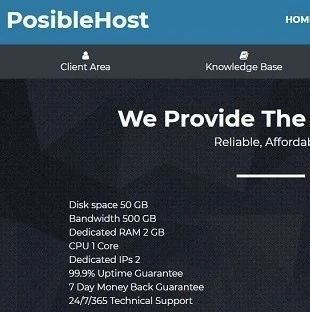 PosibleHost
HOM
Client Area
Knowledge Base
We Provide The
Reliable, Affordab
Disk space 50 GB
Bandwidth 500 GB
Dedicated RAM 2 GB
CPU 1 Core
Dedicated IPs 2
99.9% Uptime Guarantee
7 Day Money Back Guarantee
24/7/365 Technical Support